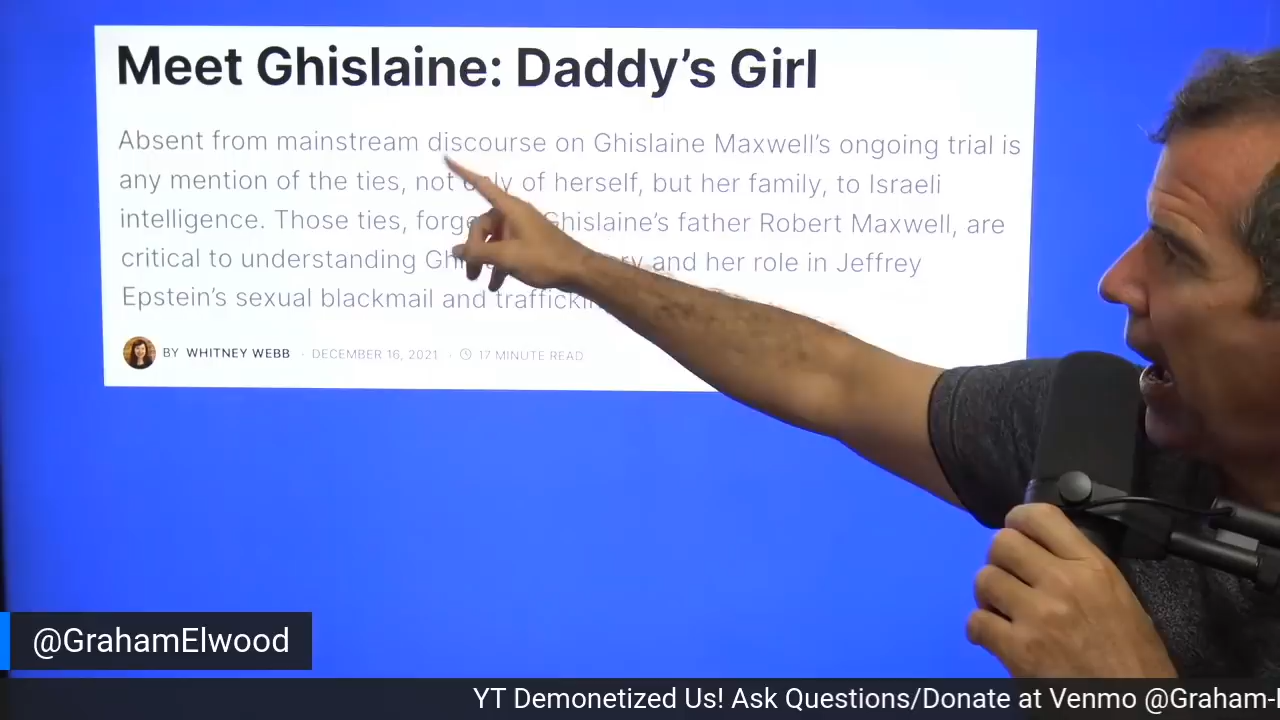 Meet Ghislaine: Daddy's Girl
Absent from mainstream discourse on Ghislaine Maxwell's ongoing trial is
any mention of the ties, not only of herself, but her family, to Israeli
intelligence. Those ties, Ghislaine's father Robert Maxwell, are
critical to understanding and her role in Jeffrey
Epstein's sexual blackmail and
BY WHITNEY WEBB · DECEMBER 16, 2021 · 17 MINUTE READ
@GrahamElwood
YT Demonetized Us! Ask Questions/Donate at Venmo @Graham-